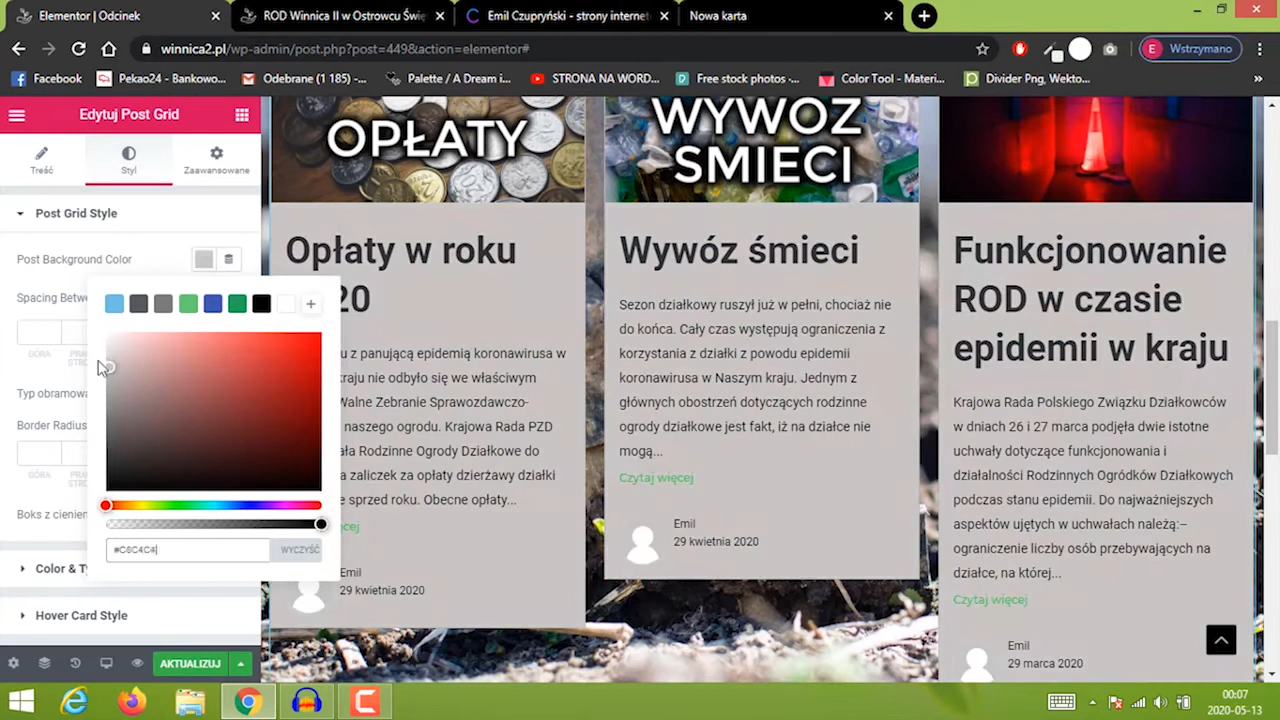 Elementor | Odcinek
ROD Winnica II w Ostrowcu Świę
Emil Czupryński - strony internet
Nowa karta
winnica2.pl/wp-admin/post.php?post=449&action=elementor#
E Wstrzymano
Facebook
Pekao24 - Bankowo...
Odebrane (1 185) -...
Palette / A Dream i...
STRONA NA WORD...
Free stock photos -...
Color Tool - Materi...
Divider Png, Wekto...
Edytuj Post Grid
Treść
Styl
Zaawansowane
Post Grid Style
Post Background Color
Spacing Betwe
GÓRA
Typ obramowa
Border Radius
GÓRA
Boks z cieniem
#C6C4C4
WYCZYŚĆ
Color & Ty
Hover Card Style
AKTUALIZUJ
OPŁATY
Opłaty w roku
20
u z panującą epidemią koronawirusa w
kraju nie odbyło się we właściwym
Walne Zebranie Sprawozdawczo-
naszego ogrodu. Krajowa Rada PZD
ała Rodzinne Ogrody Działkowe do
a zaliczek za opłaty dzierżawy działki
e sprzed roku. Obecne opłaty...
ęcej
Emil
29 kwietnia 2020
WYWÓZ
ŚMIECI
Wywóz śmieci
Sezon działkowy ruszył już w pełni, chociaż nie
do końca. Cały czas występują ograniczenia z
korzystania z działki z powodu epidemii
koronawirusa w Naszym kraju. Jednym z
głównych obostrzeń dotyczących rodzinne
ogrody działkowe jest fakt, iż na działce nie
mogą...
Czytaj więcej
Emil
29 kwietnia 2020
Funkcjonowanie
ROD w czasie
epidemii w kraju
Krajowa Rada Polskiego Związku Działkowców
w dniach 26 i 27 marca podjęła dwie istotne
uchwały dotyczące funkcjonowania i
działalności Rodzinnych Ogródków Działkowych
podczas stanu epidemii. Do najważniejszych
aspektów ujętych w uchwałach należą:–
ograniczenie liczby osób przebywających na
działce, na której...
Czytaj więcej
Emil
29 marca 2020
00:07
2020-05-13